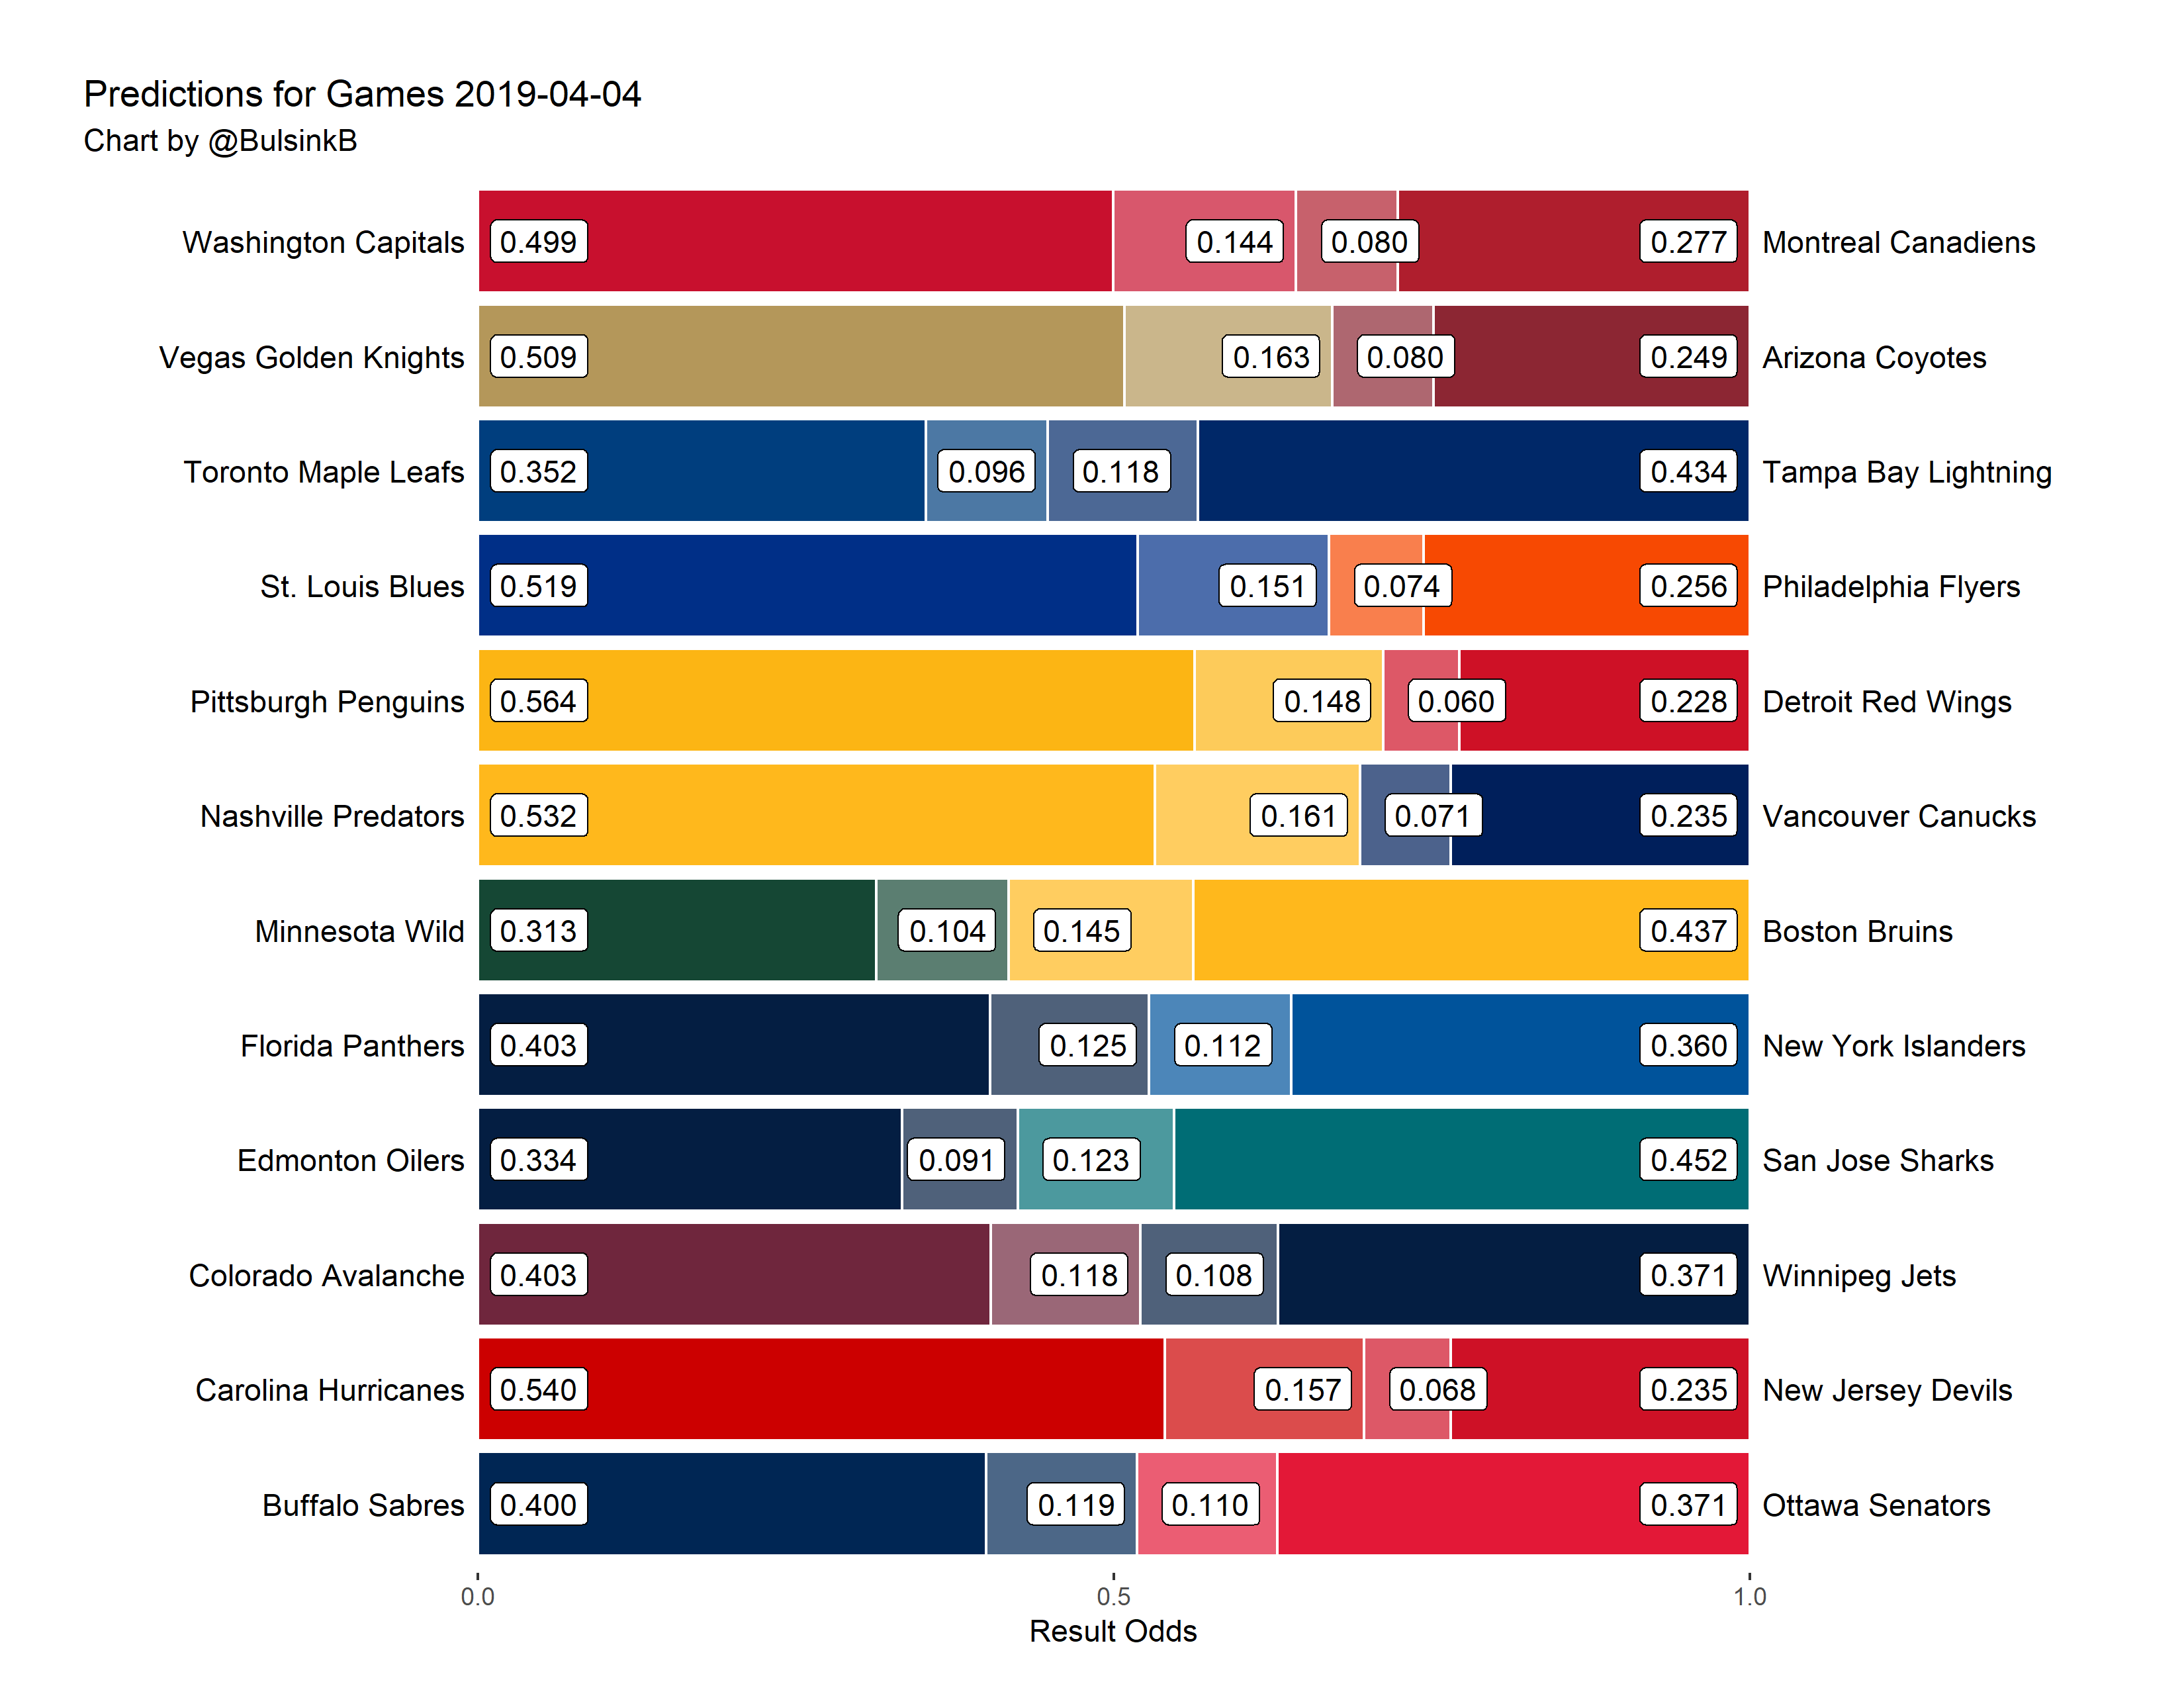 Predictions for Games 2019-04-04
Chart by @BulsinkB
Washington Capitals 0.499 0.144 0.080 0.277 Montreal Canadiens
Vegas Golden Knights 0.509 0.163 0.080 0.249 Arizona Coyotes
Toronto Maple Leafs 0.352 0.096 0.118 0.434 Tampa Bay Lightning
St. Louis Blues 0.519 0.151 0.074 0.256 Philadelphia Flyers
Pittsburgh Penguins 0.564 0.148 0.060 0.228 Detroit Red Wings
Nashville Predators 0.532 0.161 0.071 0.235 Vancouver Canucks
Minnesota Wild 0.313 0.104 0.145 0.437 Boston Bruins
Florida Panthers 0.403 0.125 0.112 0.360 New York Islanders
Edmonton Oilers 0.334 0.091 0.123 0.452 San Jose Sharks
Colorado Avalanche 0.403 0.118 0.108 0.371 Winnipeg Jets
Carolina Hurricanes 0.540 0.157 0.068 0.235 New Jersey Devils
Buffalo Sabres 0.400 0.119 0.110 0.371 Ottawa Senators
0.0 0.5 1.0
Result Odds